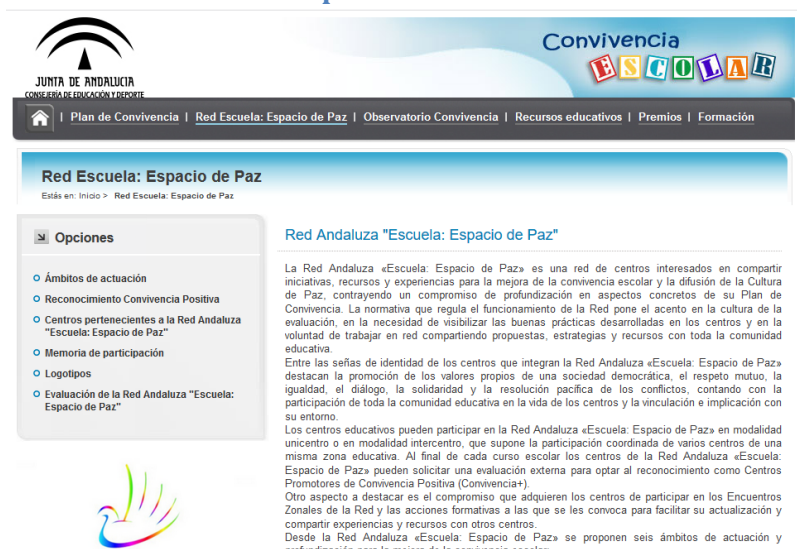 JUNTA DE ANDALUCIA
CONSEJERÍA DE EDUCACIÓN Y DEPORTE
Convivencia
ESCOLAR
| Plan de Convivencia | Red Escuela: Espacio de Paz | Observatorio Convivencia | Recursos educativos | Premios | Formación
Red Escuela: Espacio de Paz
Estás en: Inicio > Red Escuela: Espacio de Paz
Opciones
Ámbitos de actuación
Reconocimiento Convivencia Positiva
Centros pertenecientes a la Red Andaluza
"Escuela: Espacio de Paz"
Memoria de participación
Logotipos
Evaluación de la Red Andaluza "Escuela:
Espacio de Paz"
Red Andaluza "Escuela: Espacio de Paz"
La Red Andaluza «Escuela: Espacio de Paz» es una red de centros interesados en compartir
iniciativas, recursos y experiencias para la mejora de la convivencia escolar y la difusión de la Cultura
de Paz, contrayendo un compromiso de profundización en aspectos concretos de su Plan de
Convivencia. La normativa que regula el funcionamiento de la Red pone el acento en la cultura de la
evaluación, en la necesidad de visibilizar las buenas prácticas desarrolladas en los centros y en la
voluntad de trabajar en red compartiendo propuestas, estrategias y recursos con toda la comunidad
educativa.
Entre las señas de identidad de los centros que integran la Red Andaluza «Escuela: Espacio de Paz»
destacan la promoción de los valores propios de una sociedad democrática, el respeto mutuo, la
igualdad, el diálogo, la solidaridad y la resolución pacífica de los conflictos, contando con la
participación de toda la comunidad educativa en la vida de los centros y la vinculación e implicación con
su entorno.
Los centros educativos pueden participar en la Red Andaluza «Escuela: Espacio de Paz» en modalidad
unicentro o en modalidad intercentro, que supone la participación coordinada de varios centros de una
misma zona educativa. Al final de cada curso escolar los centros de la Red Andaluza «Escuela:
Espacio de Paz» pueden solicitar una evaluación externa para optar al reconocimiento como Centros
Promotores de Convivencia Positiva (Convivencia+).
Otro aspecto a destacar es el compromiso que adquieren los centros de participar en los Encuentros
Zonales de la Red y las acciones formativas a las que se les convoca para facilitar su actualización y
compartir experiencias y recursos con otros centros.
Desde la Red Andaluza «Escuela: Espacio de Paz» se proponen seis ámbitos de actuación y
profundización para la mejora de la convivencia escolar: